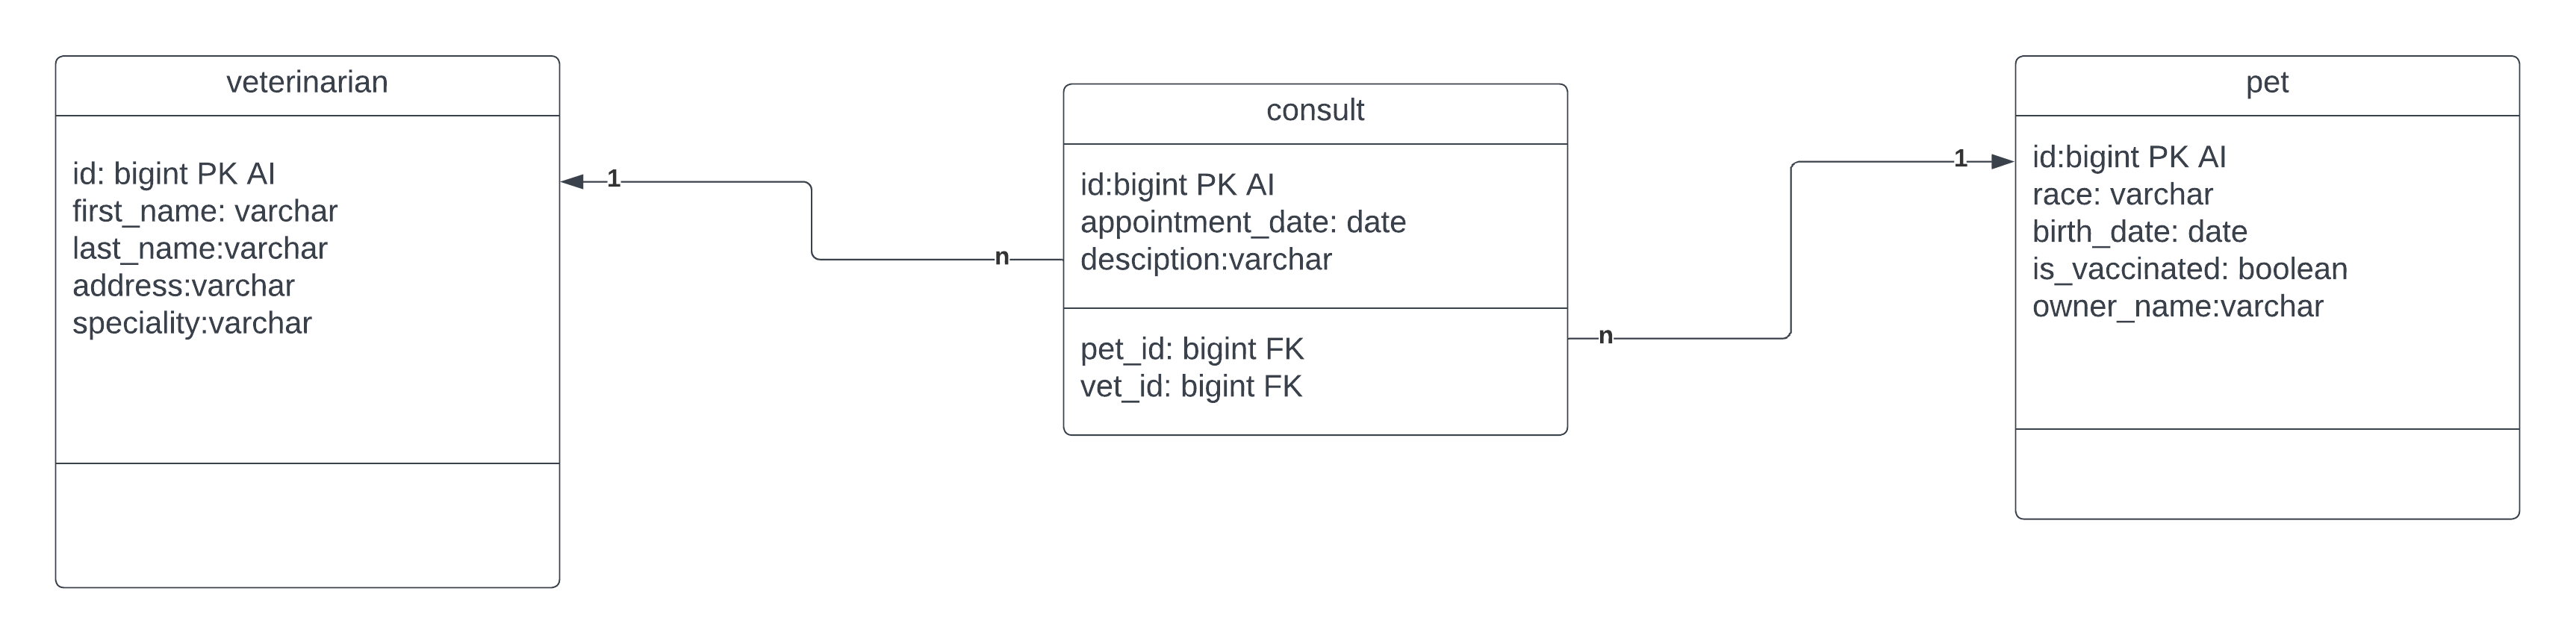 veterinarian
id: bigint PK AI
first_name: varchar
last_name:varchar
address:varchar
speciality:varchar
1
n
consult
id:bigint PK AI
appointment_date: date
desciption:varchar
pet_id: bigint FK
vet_id: bigint FK
n
1
pet
id:bigint PK AI
race: varchar
birth_date: date
is_vaccinated: boolean
owner_name:varchar